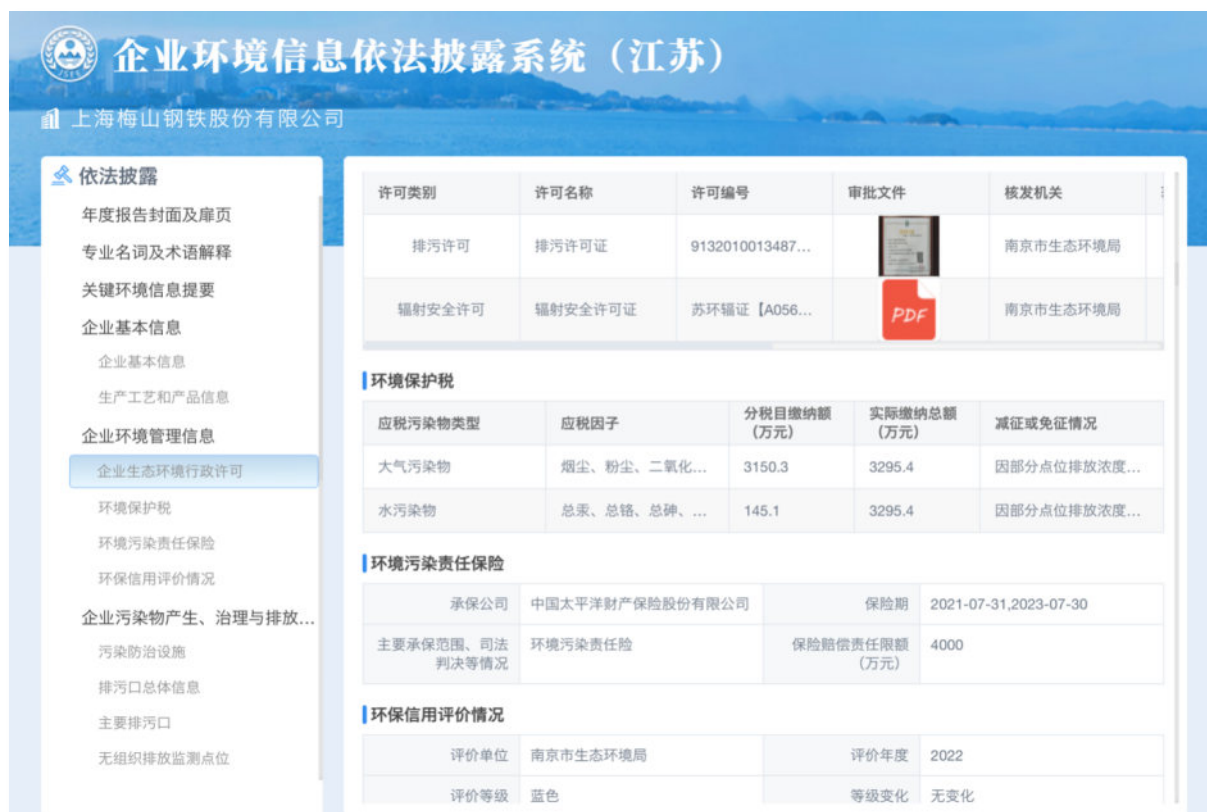 企业环境信息依法披露系统（江苏）
上海梅山钢铁股份有限公司
依法披露
年度报告封面及扉页
专业名词及术语解释
关键环境信息提要
企业基本信息
企业基本信息
生产工艺和产品信息
企业环境管理信息
企业生态环境行政许可
环境保护税
环境污染责任保险
环保信用评价情况
企业污染物产生、治理与排放...
污染防治设施
排污口总体信息
主要排污口
无组织排放监测点位
许可类别 许可名称 许可编号 审批文件 核发机关
排污许可 排污许可证 9132010013487... 南京市生态环境局
辐射安全许可 辐射安全许可证 苏环辐证【A056... PDF 南京市生态环境局
环境保护税
应税污染物类型 应税因子 分税目缴纳额 实际缴纳总额 减征或免征情况
（万元） （万元）
大气污染物 烟尘、粉尘、二氧化... 3150.3 3295.4 因部分点位排放浓度...
水污染物 总汞、总铬、总砷、... 145.1 3295.4 因部分点位排放浓度...
环境污染责任保险
承保公司 中国太平洋财产保险股份有限公司 保险期 2021-07-31,2023-07-30
主要承保范围、司法 环境污染责任险 保险赔偿责任限额 4000
判决等情况 （万元）
环保信用评价情况
评价单位 南京市生态环境局 评价年度 2022
评价等级 蓝色 等级变化 无变化